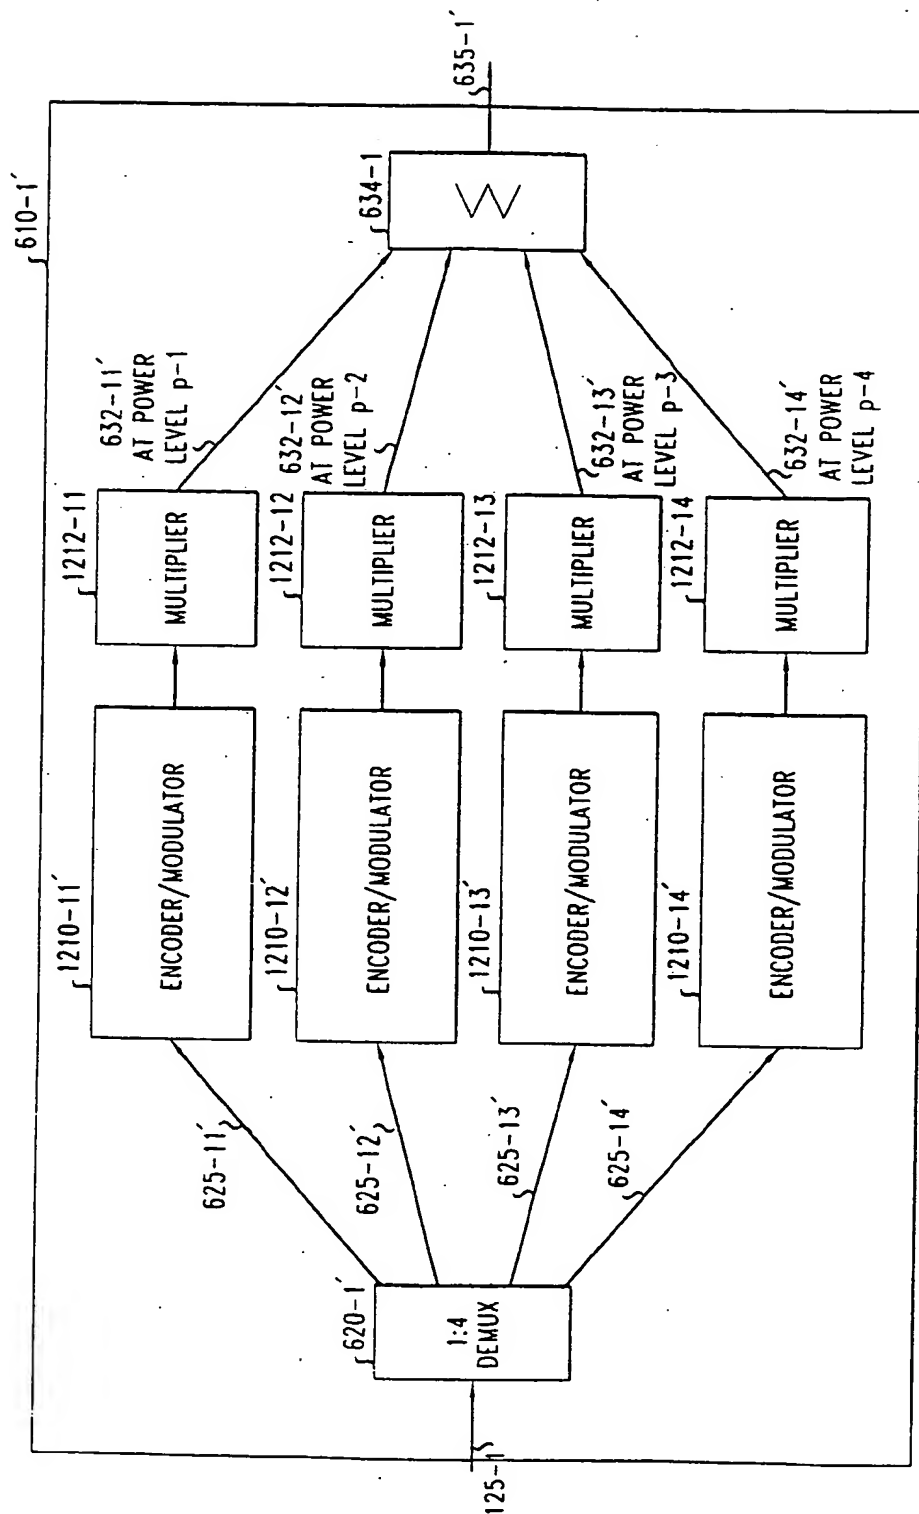 610-1′
125-1
620-1′
1:4
DEMUX
625-11′
625-12′
625-13′
625-14′
1210-11′
ENCODER/MODULATOR
1210-12′
ENCODER/MODULATOR
1210-13′
ENCODER/MODULATOR
1210-14′
ENCODER/MODULATOR
1212-11
MULTIPLIER
1212-12
MULTIPLIER
1212-13
MULTIPLIER
1212-14
MULTIPLIER
632-11′
AT POWER
LEVEL p-1
632-12′
AT POWER
LEVEL p-2
632-13′
AT POWER
LEVEL p-3
632-14′
AT POWER
LEVEL p-4
634-1
Σ
635-1′